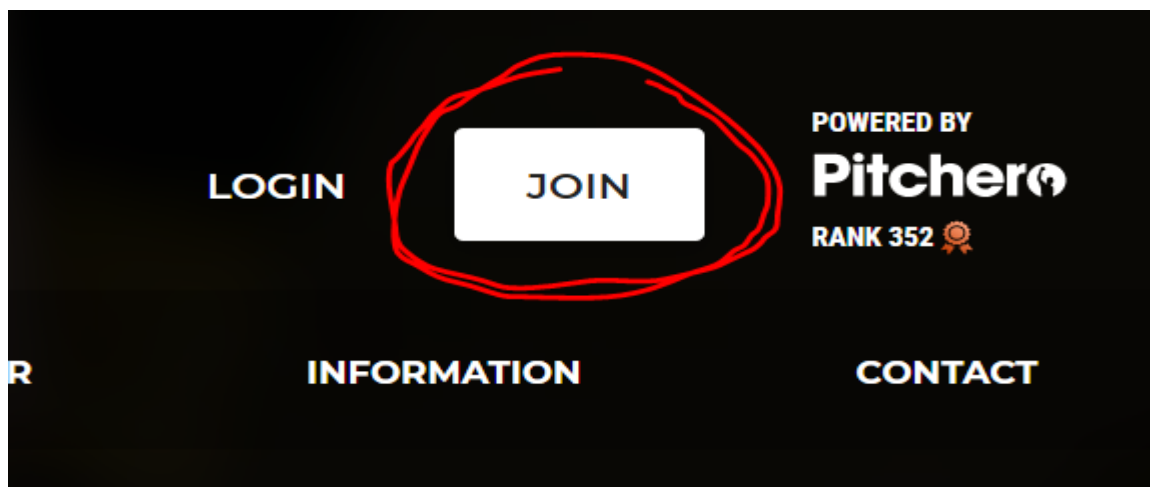 LOGIN
JOIN
POWERED BY
Pitchero
RANK 352
R
INFORMATION
CONTACT